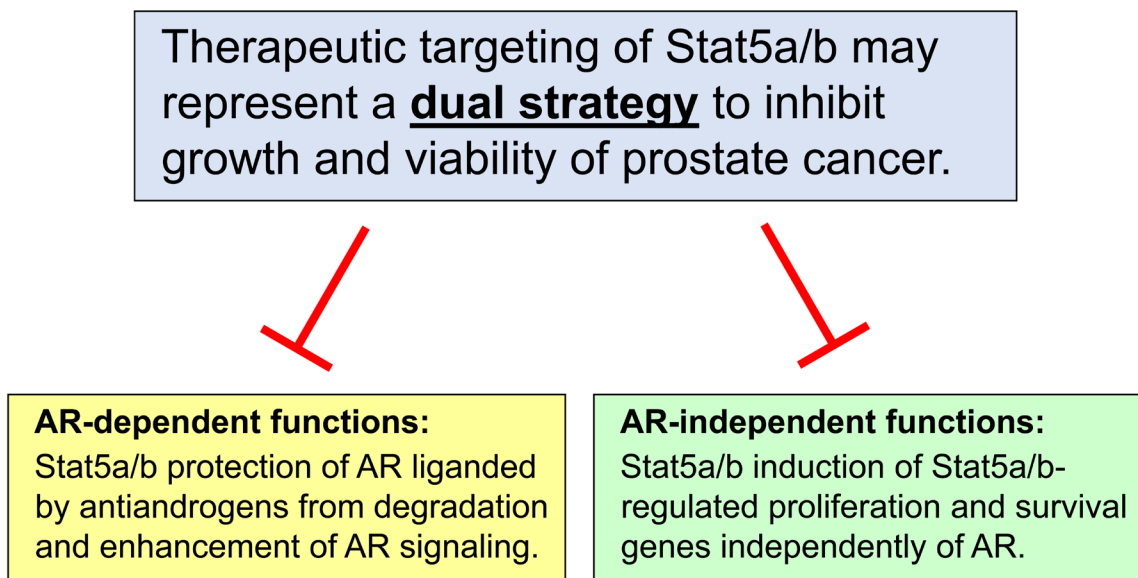 Therapeutic targeting of Stat5a/b may
represent a dual strategy to inhibit
growth and viability of prostate cancer.
AR-dependent functions:
Stat5a/b protection of AR liganded
by antiandrogens from degradation
and enhancement of AR signaling.
AR-independent functions:
Stat5a/b induction of Stat5a/b-
regulated proliferation and survival
genes independently of AR.